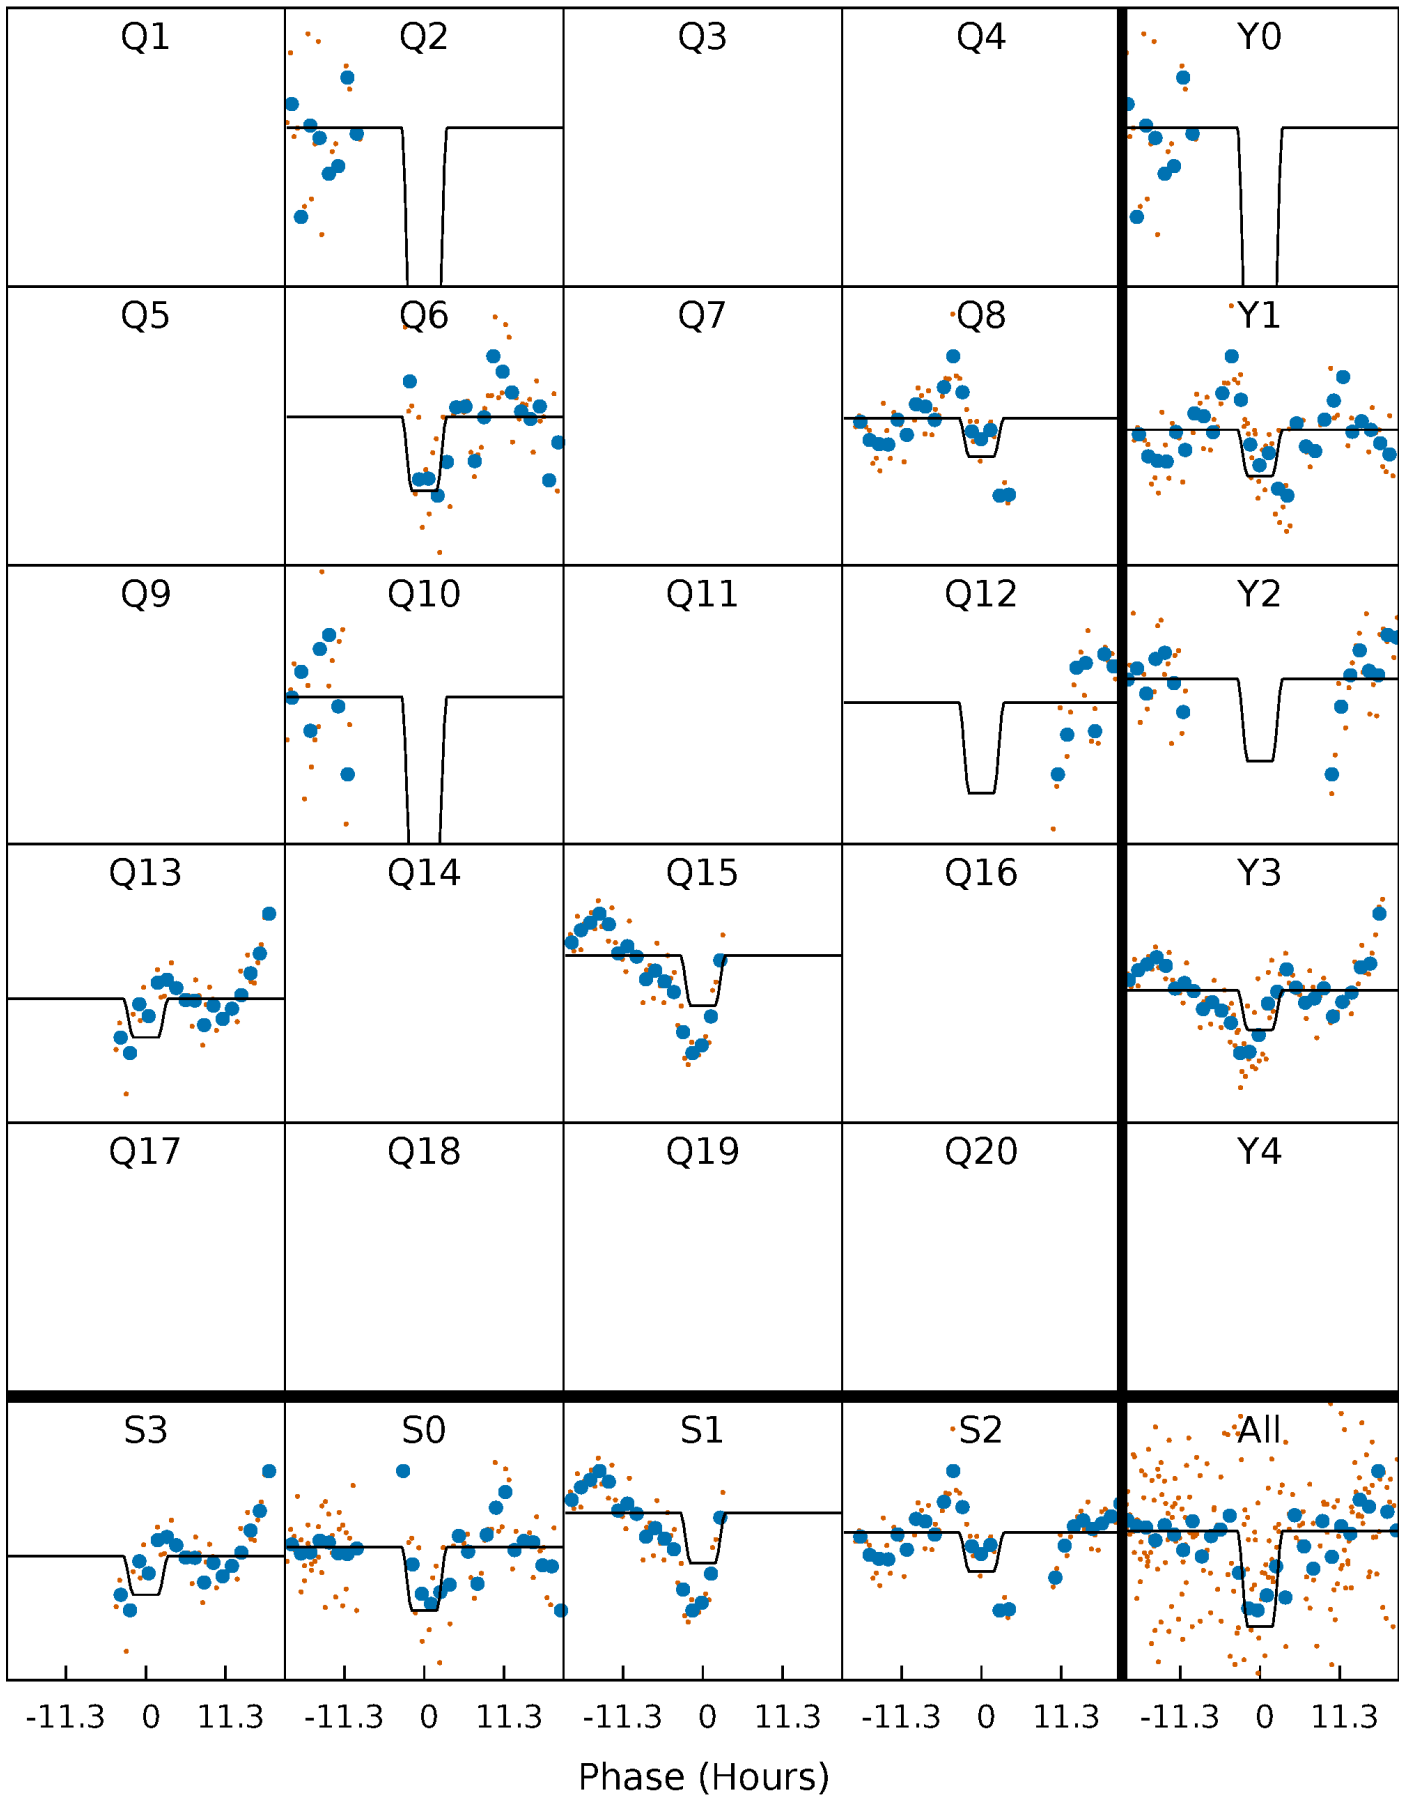 Q1 Q2 Q3 Q4 Y0
Q5 Q6 Q7 Q8 Y1
Q9 Q10 Q11 Q12 Y2
Q13 Q14 Q15 Q16 Y3
Q17 Q18 Q19 Q20 Y4
S3 S0 S1 S2 All
-11.3 0 11.3 -11.3 0 11.3 -11.3 0 11.3 -11.3 0 11.3 -11.3 0 11.3
Phase (Hours)